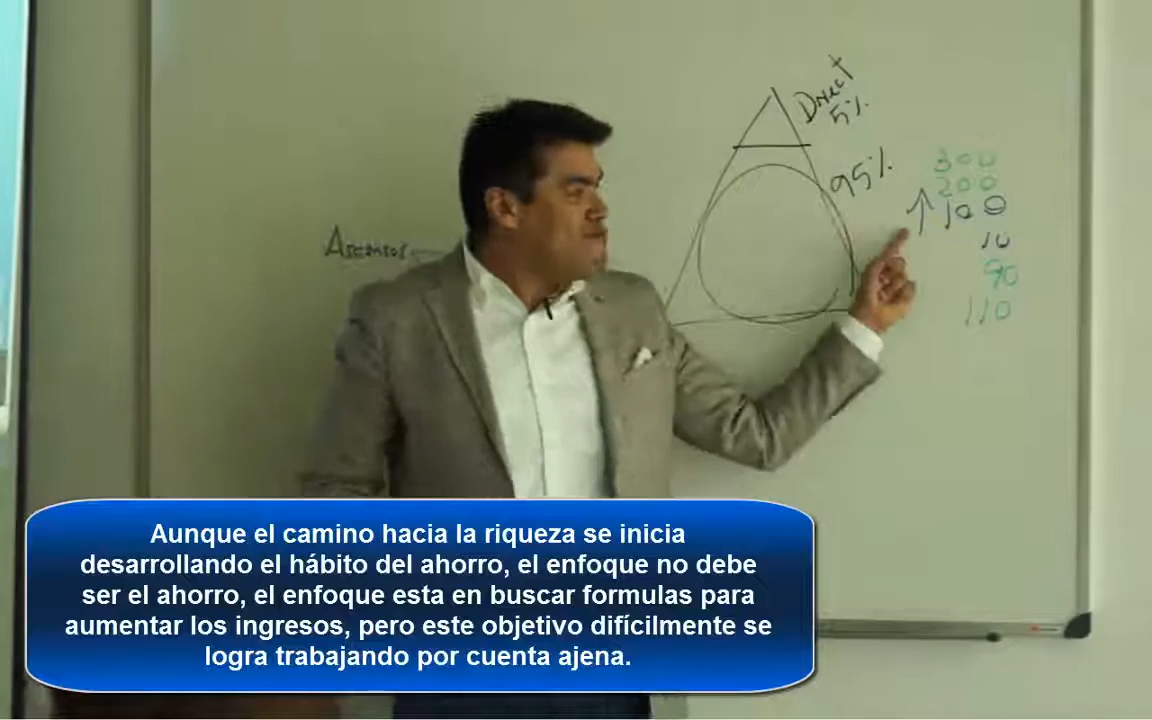 Direct
5%
95%
300
200
100
10
90
110
Ascensos
Aunque el camino hacia la riqueza se inicia
desarrollando el hábito del ahorro, el enfoque no debe
ser el ahorro, el enfoque esta en buscar formulas para
aumentar los ingresos, pero este objetivo difícilmente se
logra trabajando por cuenta ajena.